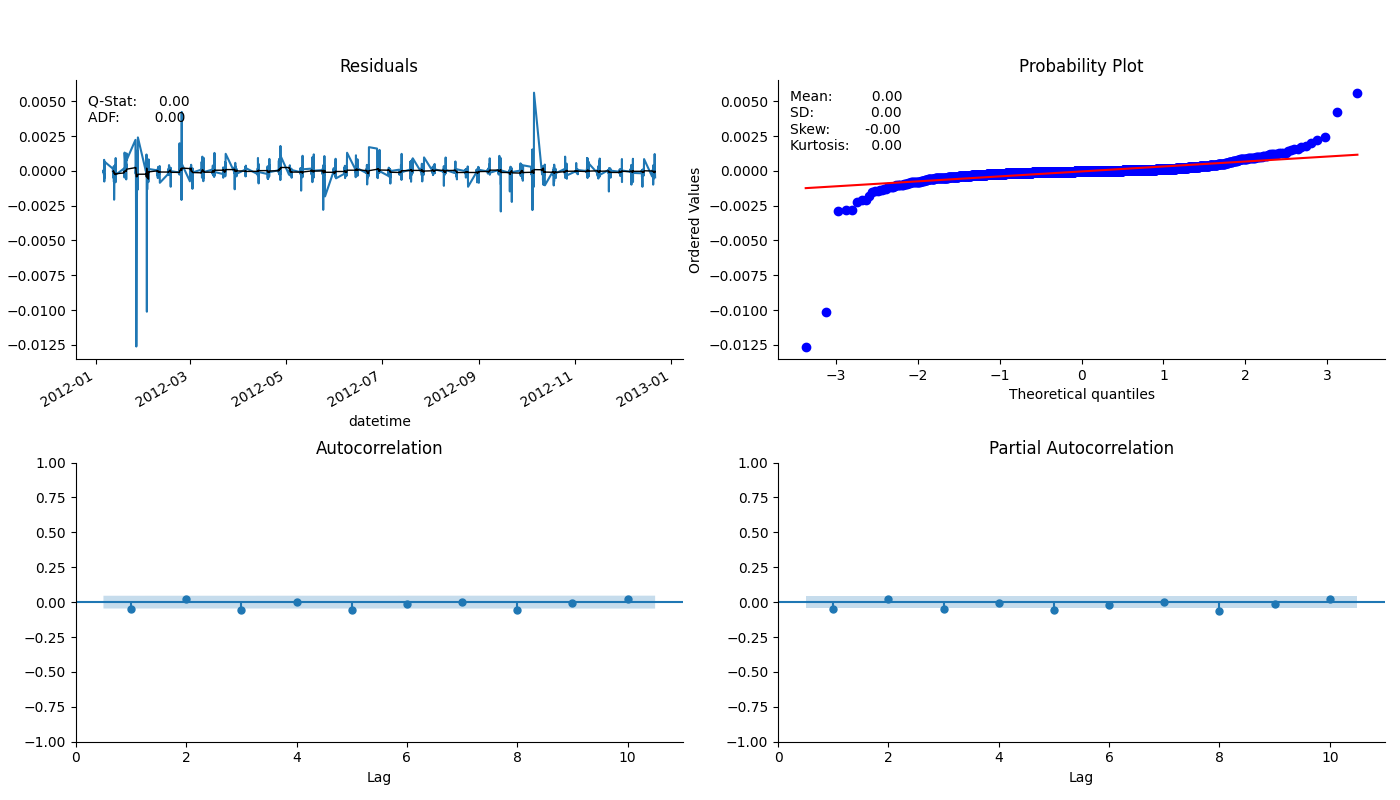 Residuals
Q-Stat: 0.00
ADF: 0.00
0.0050
0.0025
0.0000
−0.0025
−0.0050
−0.0075
−0.0100
−0.0125
2012-01
2012-03
2012-05
2012-07
2012-09
2012-11
2013-01
datetime
Probability Plot
Mean: 0.00
SD: 0.00
Skew: -0.00
Kurtosis: 0.00
Ordered Values
0.0050
0.0025
0.0000
−0.0025
−0.0050
−0.0075
−0.0100
−0.0125
−3 −2 −1 0 1 2 3
Theoretical quantiles
Autocorrelation
1.00
0.75
0.50
0.25
0.00
−0.25
−0.50
−0.75
−1.00
0 2 4 6 8 10
Lag
Partial Autocorrelation
1.00
0.75
0.50
0.25
0.00
−0.25
−0.50
−0.75
−1.00
0 2 4 6 8 10
Lag